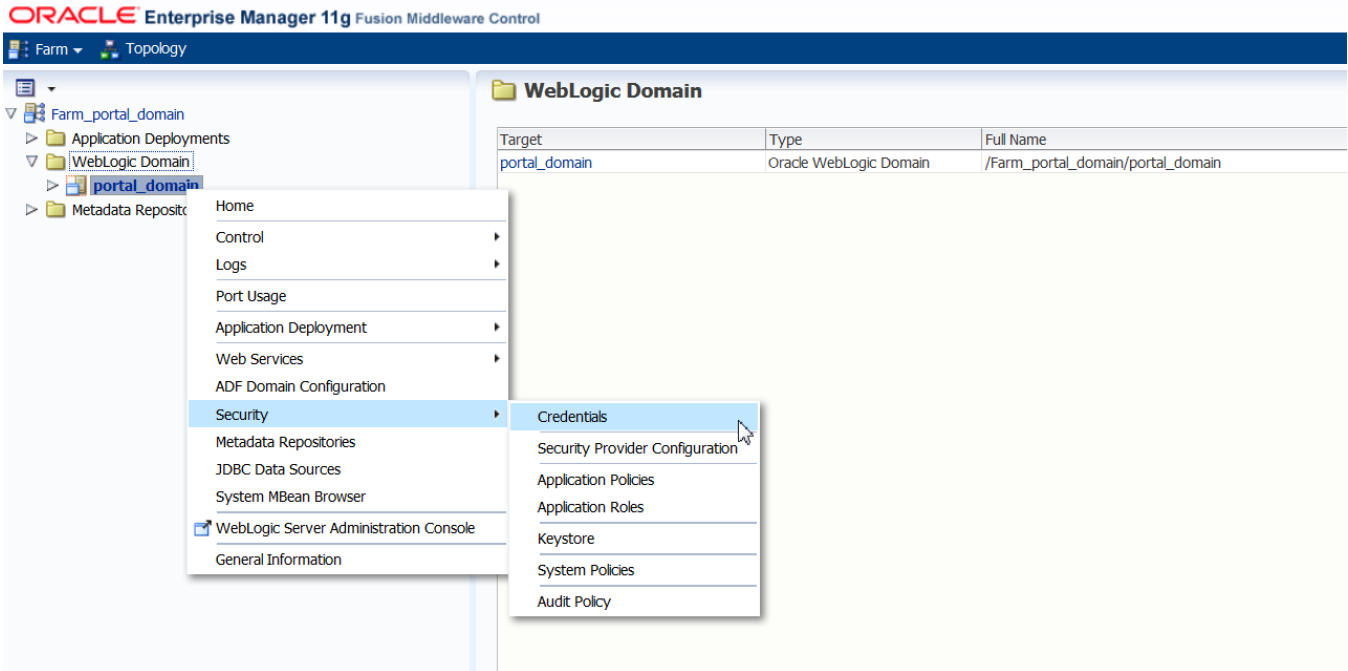 ORACLE Enterprise Manager 11g Fusion Middleware Control
Farm Topology
Farm_portal_domain
Application Deployments
WebLogic Domain
portal_domain
Metadata Reposito
WebLogic Domain
Target Type Full Name
portal_domain Oracle WebLogic Domain /Farm_portal_domain/portal_domain
Home
Control
Logs
Port Usage
Application Deployment
Web Services
ADF Domain Configuration
Security
Metadata Repositories
JDBC Data Sources
System MBean Browser
WebLogic Server Administration Console
General Information
Credentials
Security Provider Configuration
Application Policies
Application Roles
Keystore
System Policies
Audit Policy